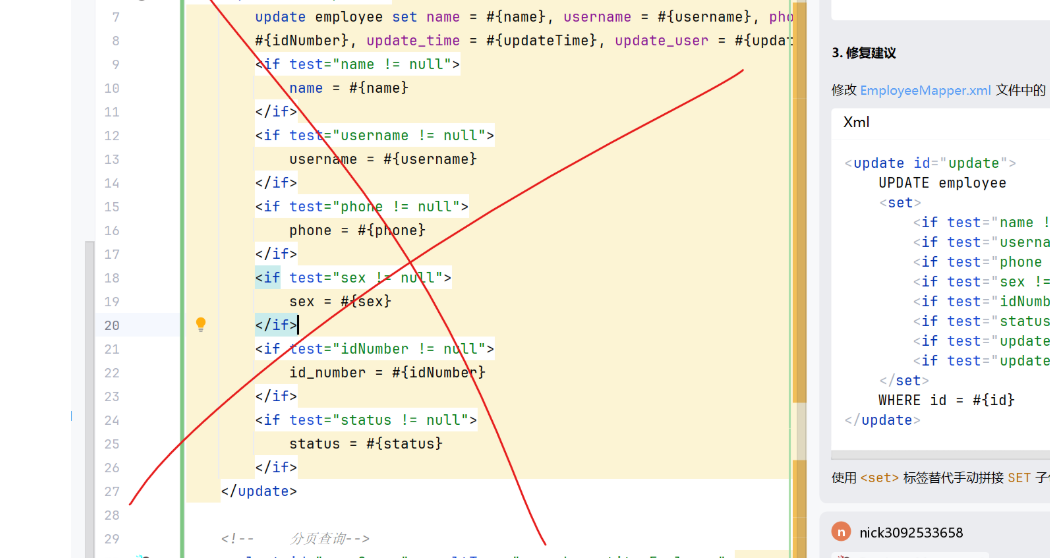 7 update employee set name = #{name}, username = #{username}, pho
8 #{idNumber}, update_time = #{updateTime}, update_user = #{updat
9 <if test="name != null">
10 name = #{name}
11 </if>
12 <if test="username != null">
13 username = #{username}
14 </if>
15 <if test="phone != null">
16 phone = #{phone}
17 </if>
18 <if test="sex != null">
19 sex = #{sex}
20 </if>
21 <if test="idNumber != null">
22 id_number = #{idNumber}
23 </if>
24 <if test="status != null">
25 status = #{status}
26 </if>
27 </update>
28
29 <!-- 分页查询-->
3. 修复建议
修改 EmployeeMapper.xml 文件中的
Xml
<update id="update">
UPDATE employee
<set>
<if test="name !
<if test="userna
<if test="phone
<if test="sex !=
<if test="idNumb
<if test="status
<if test="update
<if test="update
</set>
WHERE id = #{id}
</update>
使用 <set> 标签替代手动拼接 SET 子
n nick3092533658